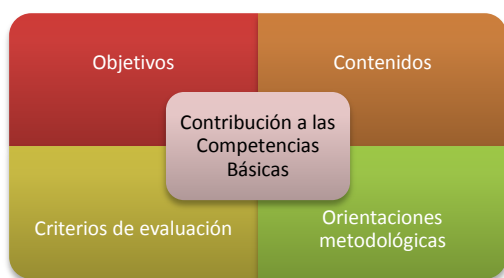 Objetivos
Contenidos
Contribución a las
Competencias
Básicas
Criterios de evaluación
Orientaciones
metodológicas